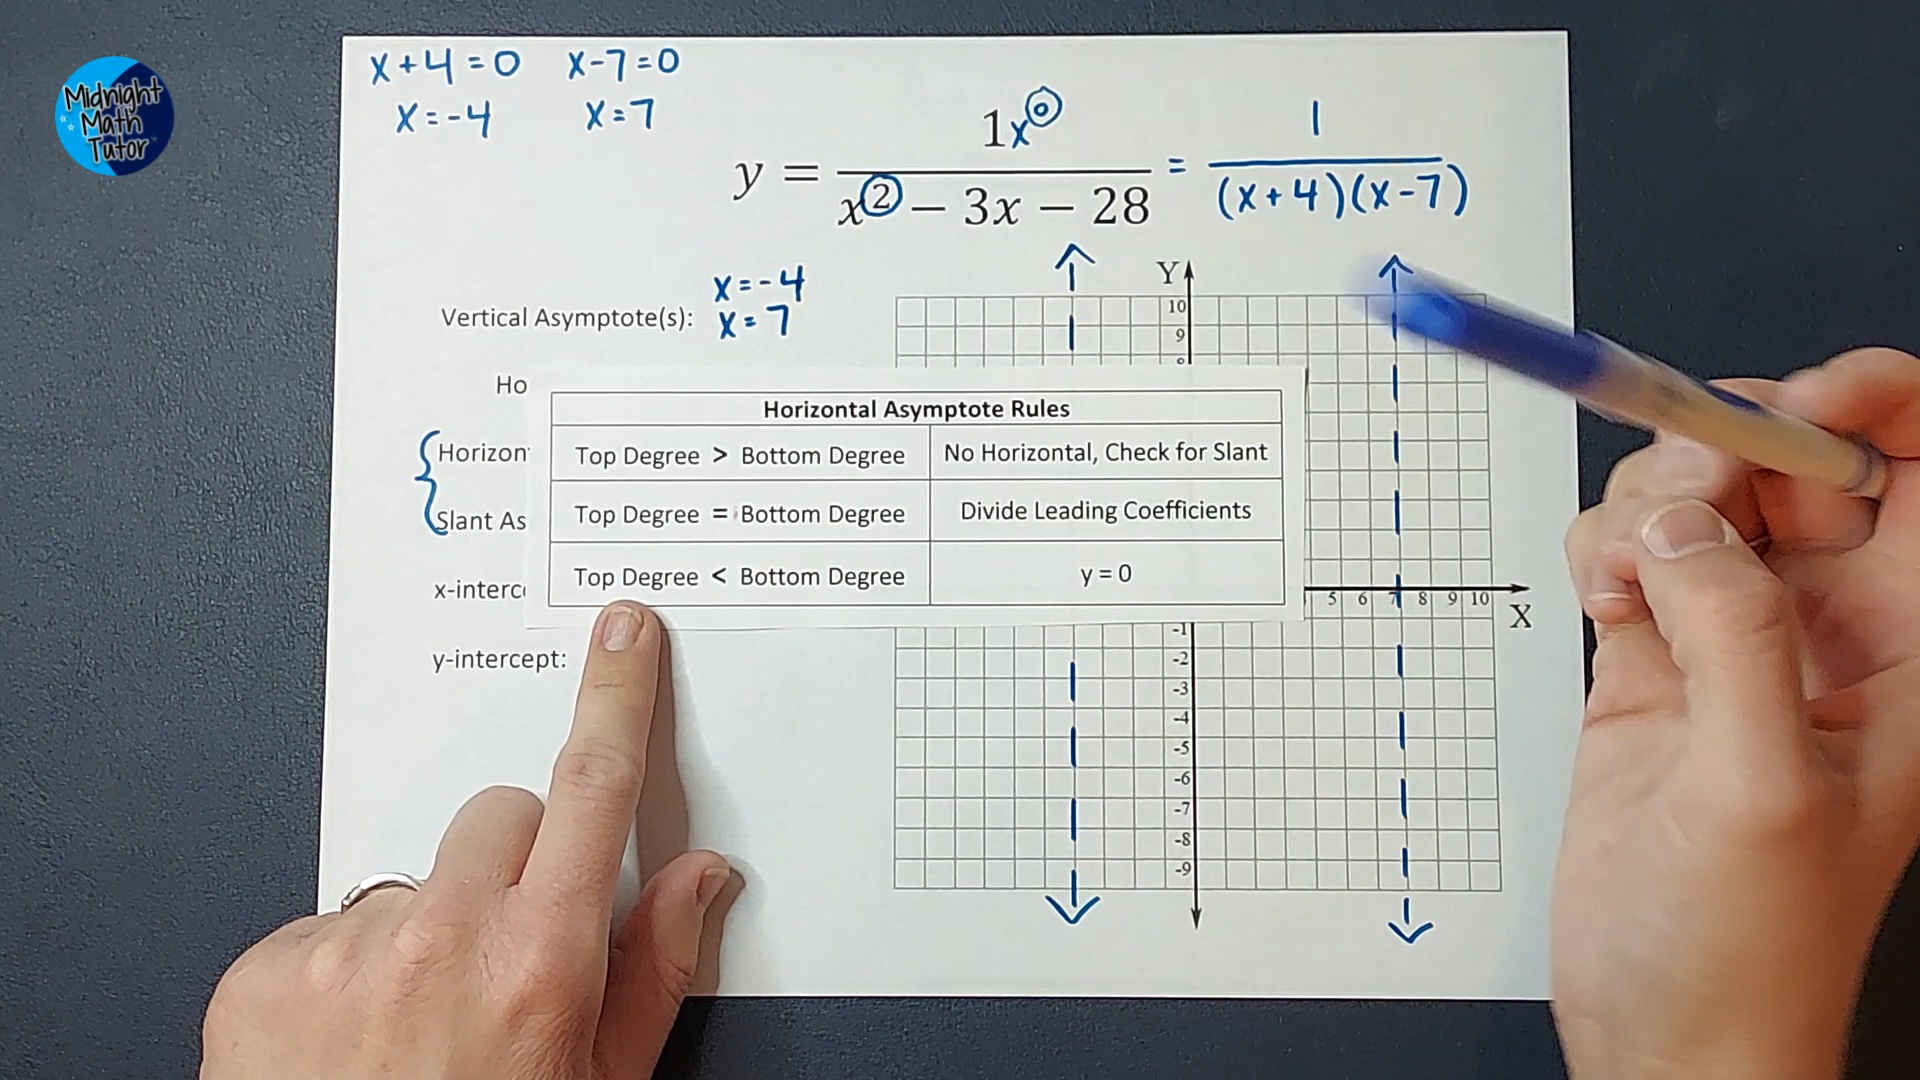 Midnight
Math
Tutor
x+4=0 x-7=0
x=-4 x=7
y = 1x^0 / x^2 − 3x − 28 = 1 / (x+4)(x-7)
Vertical Asymptote(s): x=-4
x=7
Ho
Horizon
Slant As
x-interc
y-intercept:
Horizontal Asymptote Rules
Top Degree > Bottom Degree No Horizontal, Check for Slant
Top Degree = Bottom Degree Divide Leading Coefficients
Top Degree < Bottom Degree y = 0
Y
10
9
5 6 7 8 9 10
X
-1
-2
-3
-4
-5
-6
-7
-8
-9